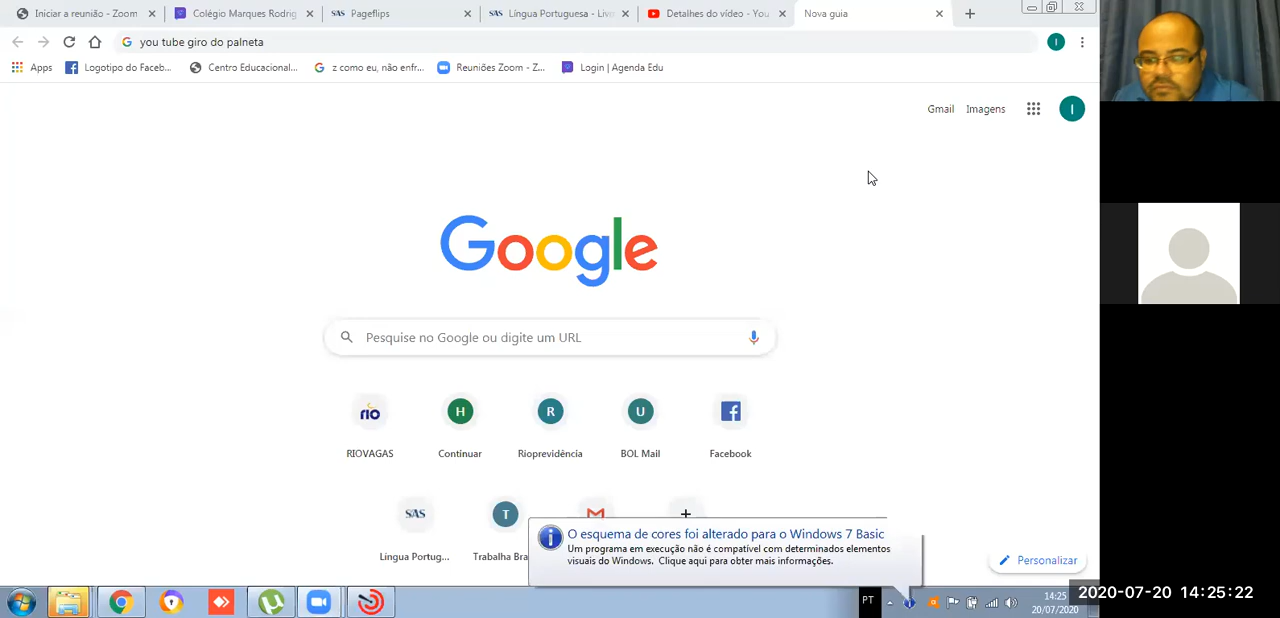 Iniciar a reunião - Zoom
Colégio Marques Rodrig
SAS Pageflips
SAS Língua Portuguesa - Livr
Detalhes do vídeo - You
Nova guia
you tube giro do palneta
Apps
Logotipo do Faceb...
Centro Educacional...
z como eu, não enfr...
Reuniões Zoom - Z...
Login | Agenda Edu
Gmail Imagens
I
I
Google
Pesquise no Google ou digite um URL
rio
H
R
U
RIOVAGAS
Continuar
Rioprevidência
BOL Mail
Facebook
SAS
T
Língua Portug...
Trabalha Bra
O esquema de cores foi alterado para o Windows 7 Basic
Um programa em execução não é compatível com determinados elementos
visuais do Windows. Clique aqui para obter mais informações.
Personalizar
PT
14:25
20/07/2020
2020-07-20 14:25:22